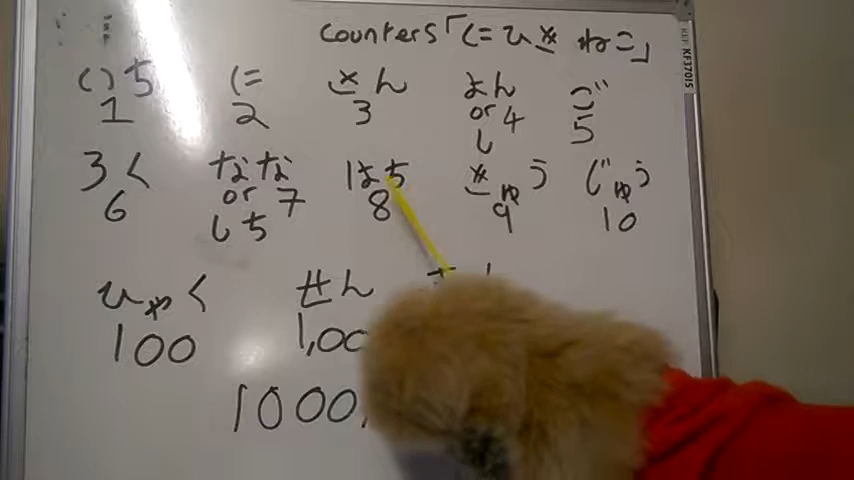 counters「にひき ねこ」
いち に さん よん ご
1 2 3 or 4 5
し
ろく なな はち きゅう じゅう
6 or 7 8 9 10
しち
ひゃく せん
100 1,00
1000,
KF37015